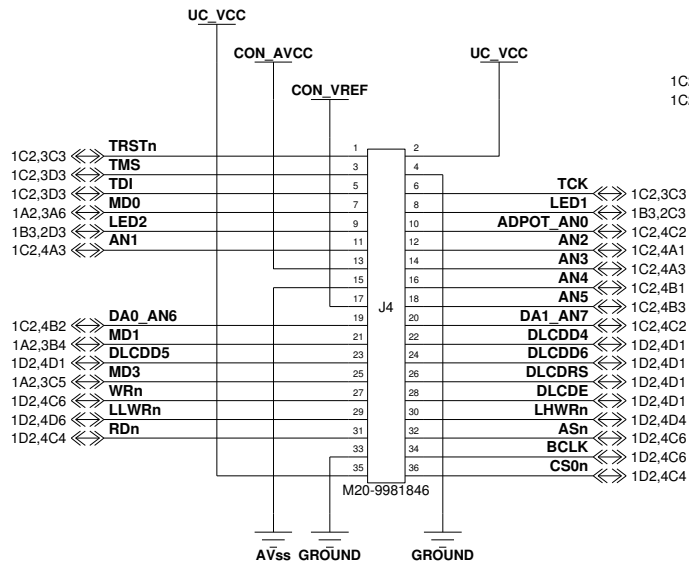 UC_VCC
CON_AVCC UC_VCC
CON_VREF
1C2,3C3 TRSTn 1 2
1C2,3D3 TMS 3 4
1C2,3D3 TDI 5 6 TCK 1C2,3C3
1A2,3A6 MD0 7 8 LED1 1B3,2C3
1B3,2D3 LED2 9 10 ADPOT_AN0 1C2,4C2
1C2,4A3 AN1 11 12 AN2 1C2,4A1
13 14 AN3 1C2,4A3
15 16 AN4 1C2,4B1
17 18 AN5 1C2,4B3
J4
1C2,4B2 DA0_AN6 19 20 DA1_AN7 1C2,4C2
1A2,3B4 MD1 21 22 DLCDD4 1D2,4D1
1D2,4D1 DLCDD5 23 24 DLCDD6 1D2,4D1
1A2,3C5 MD3 25 26 DLCDRS 1D2,4D1
1D2,4C6 WRn 27 28 DLCDE 1D2,4D1
1D2,4D6 LLWRn 29 30 LHWRn 1D2,4D4
1D2,4C4 RDn 31 32 ASn 1D2,4C6
33 34 BCLK 1D2,4C6
35 36 CS0n 1D2,4C4
M20-9981846
AVss GROUND GROUND